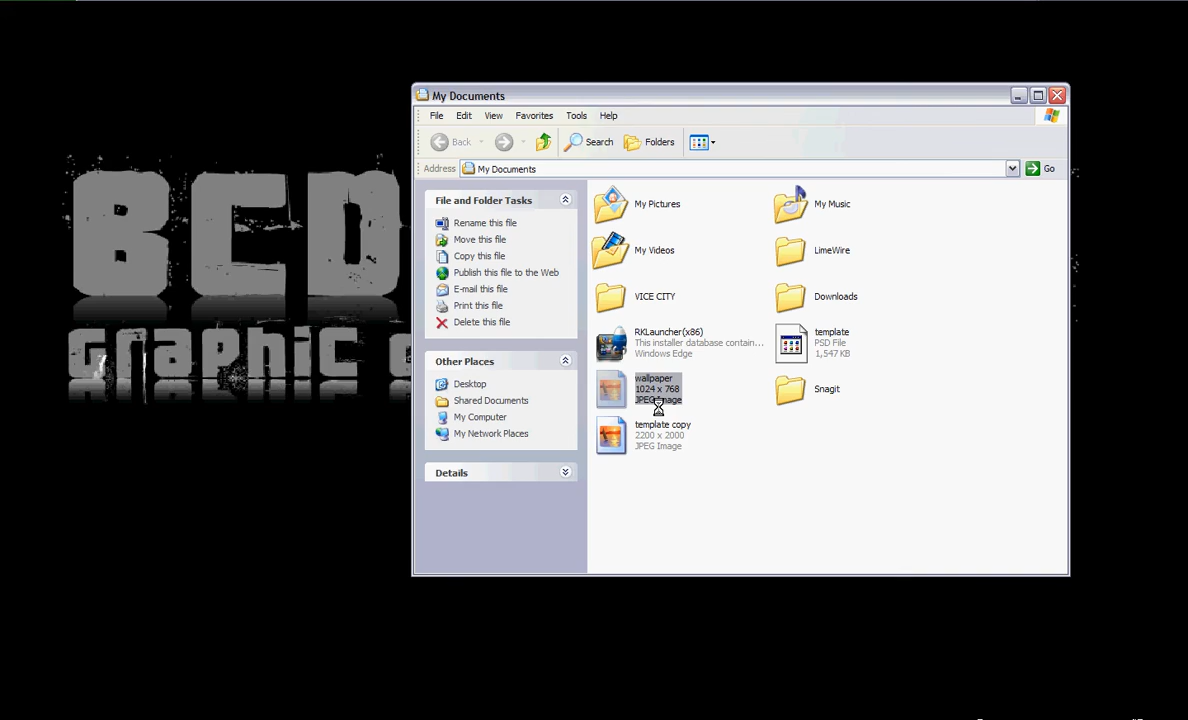 BCD
Graphic
My Documents
File Edit View Favorites Tools Help
Back Search Folders
Address My Documents Go
File and Folder Tasks
Rename this file
Move this file
Copy this file
Publish this file to the Web
E-mail this file
Print this file
Delete this file
Other Places
Desktop
Shared Documents
My Computer
My Network Places
Details
My Pictures
My Music
My Videos
LimeWire
VICE CITY
Downloads
RKLauncher(x86)
This installer database contain...
Windows Edge
template
PSD File
1,547 KB
wallpaper
1024 x 768
JPEG Image
Snagit
template copy
2200 x 2000
JPEG Image